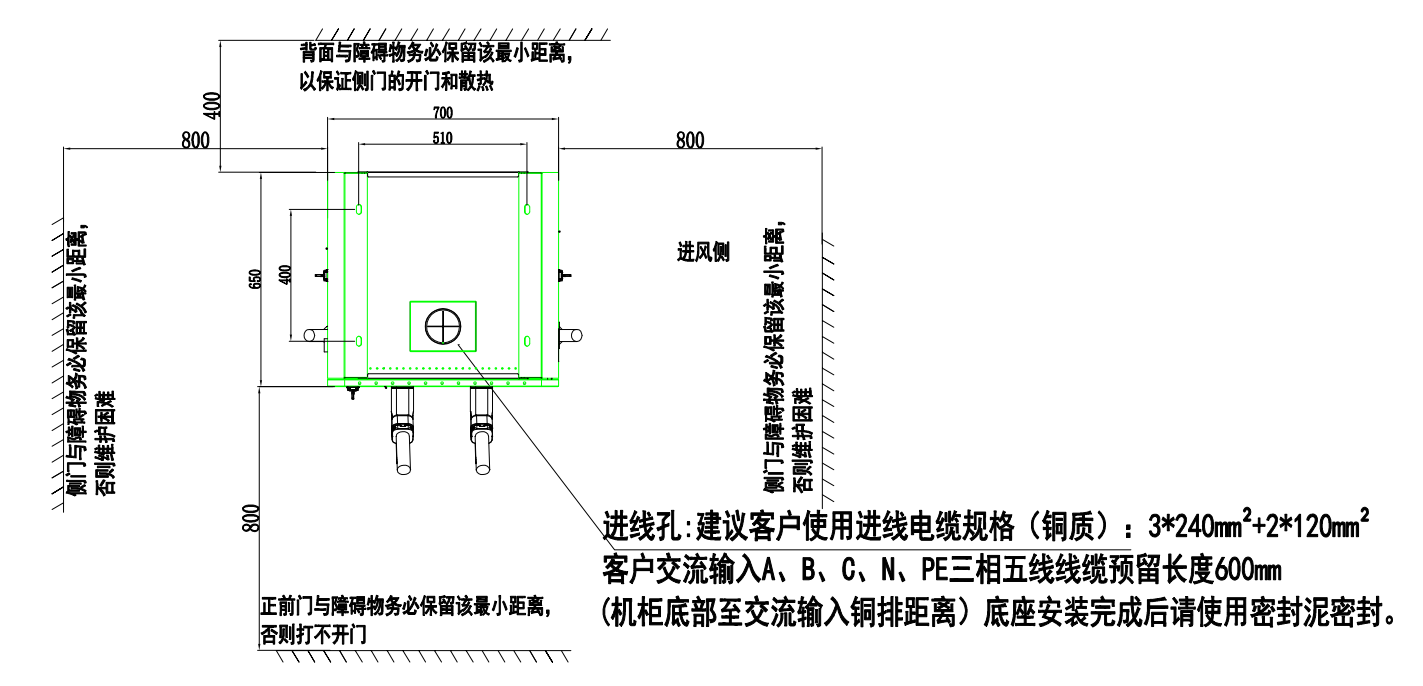 背面与障碍物务必保留该最小距离,
以保证侧门的开门和散热
400
700
800
510
800
650
400
进风侧
侧门与障碍物务必保留该最小距离,
否则维护困难
侧门与障碍物务必保留该最小距离,
否则维护困难
800
进线孔:建议客户使用进线电缆规格（铜质）：3*240mm²+2*120mm²
客户交流输入A、B、C、N、PE三相五线线缆预留长度600mm
(机柜底部至交流输入铜排距离）底座安装完成后请使用密封泥密封。
正前门与障碍物务必保留该最小距离,
否则打不开门